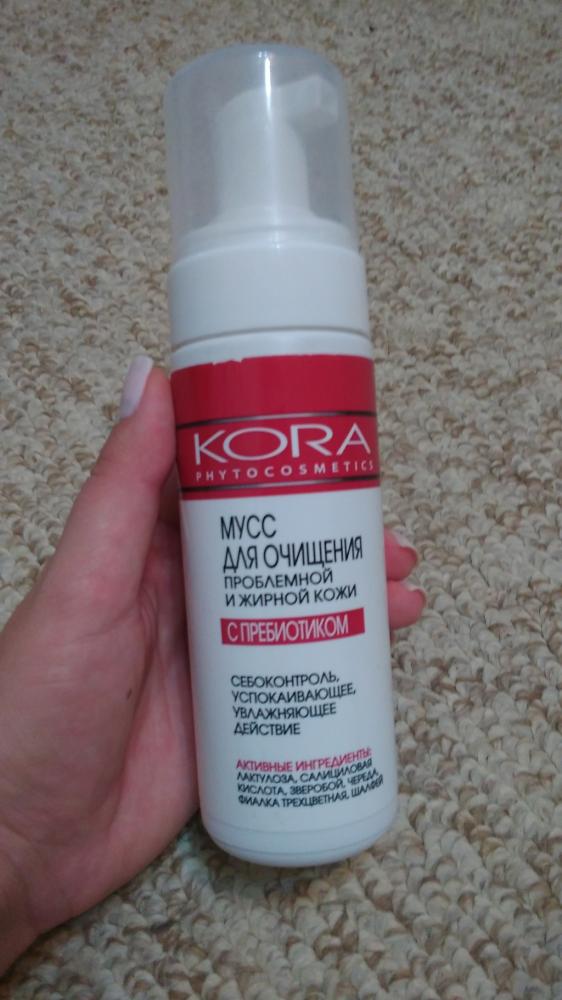 KORA
PHYTOCOSMETICS
МУСС
ДЛЯ ОЧИЩЕНИЯ
ПРОБЛЕМНОЙ
И ЖИРНОЙ КОЖИ
С ПРЕБИОТИКОМ
СЕБОКОНТРОЛЬ,
УСПОКАИВАЮЩЕЕ,
УВЛАЖНЯЮЩЕЕ
ДЕЙСТВИЕ
АКТИВНЫЕ ИНГРЕДИЕНТЫ:
ЛАКТУЛОЗА, САЛИЦИЛОВАЯ
КИСЛОТА, ЗВЕРОБОЙ, ЧЕРЕДА,
ФИАЛКА ТРЕХЦВЕТНАЯ, ШАЛФЕЙ